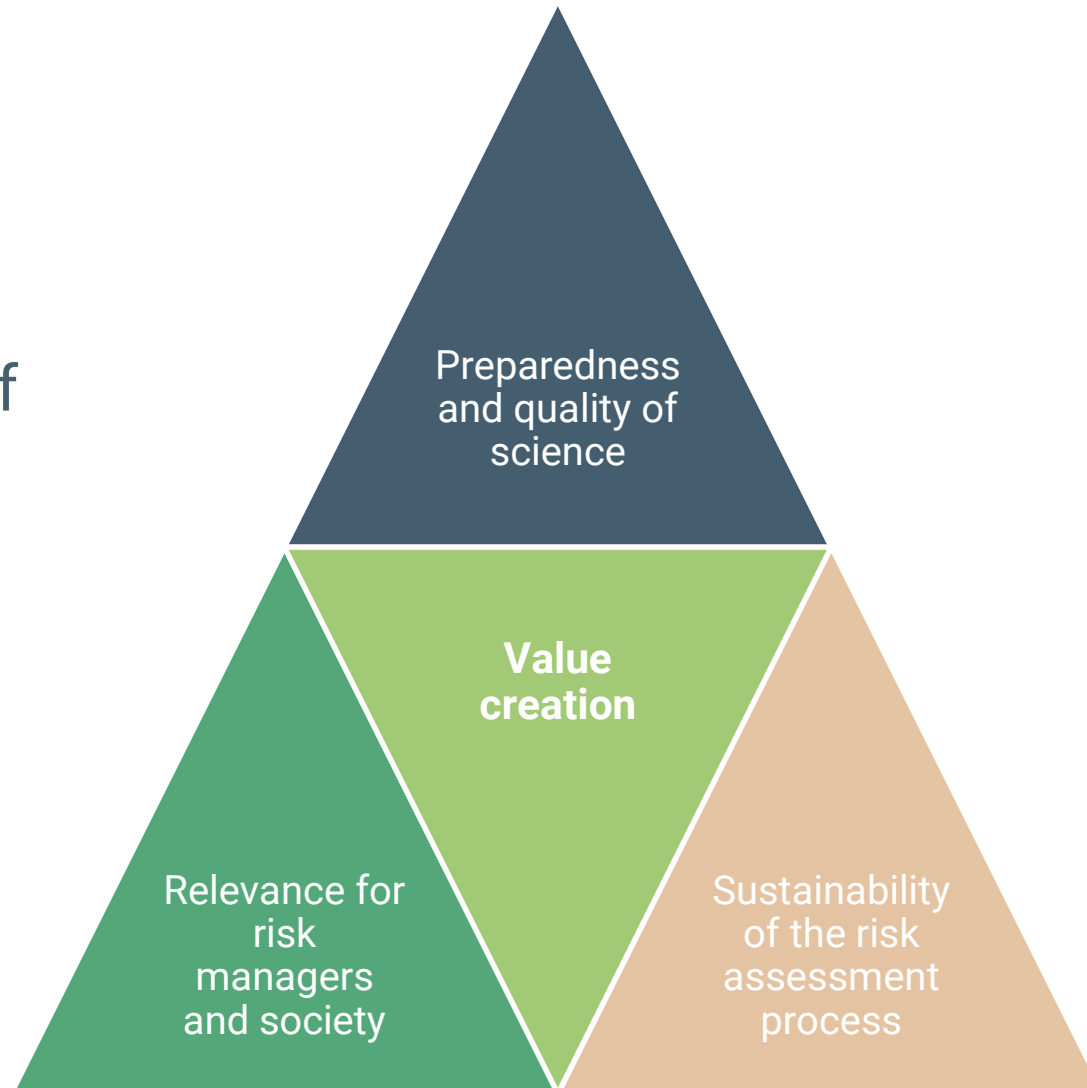 f
Preparedness
and quality of
science
Value
creation
Relevance for
risk
managers
and society
Sustainability
of the risk
assessment
process